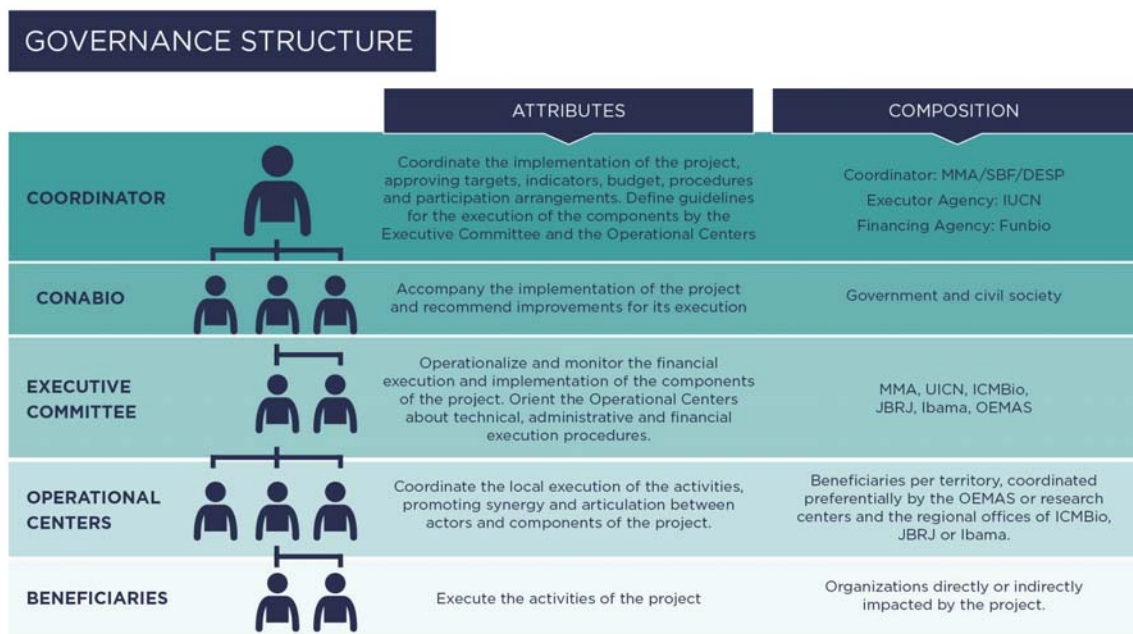 GOVERNANCE STRUCTURE
ATTRIBUTES
COMPOSITION
COORDINATOR
Coordinate the implementation of the project,
approving targets, indicators, budget, procedures
and participation arrangements. Define guidelines
for the execution of the components by the
Executive Committee and the Operational Centers
Coordinator: MMA/SBF/DESP
Executor Agency: IUCN
Financing Agency: Funbio
CONABIO
Accompany the implementation of the project
and recommend improvements for its execution
Government and civil society
EXECUTIVE
COMMITTEE
Operationalize and monitor the financial
execution and implementation of the components
of the project. Orient the Operational Centers
about technical, administrative and financial
execution procedures.
MMA, UICN, ICMBio,
JBRJ, Ibama, OEMAS
OPERATIONAL
CENTERS
Coordinate the local execution of the activities,
promoting synergy and articulation between
actors and components of the project.
Beneficiaries per territory, coordinated
preferentially by the OEMAS or research
centers and the regional offices of ICMBio,
JBRJ or Ibama.
BENEFICIARIES
Execute the activities of the project
Organizations directly or indirectly
impacted by the project.